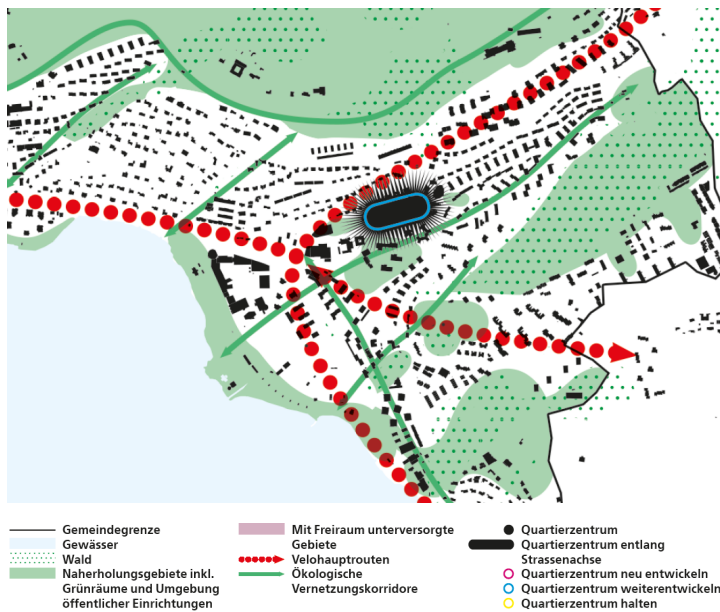 Gemeindegrenze
Gewässer
Wald
Naherholungsgebiete inkl.
Grünräume und Umgebung
öffentlicher Einrichtungen
Mit Freiraum unterversorgte
Gebiete
Velohauptrouten
Ökologische
Vernetzungskorridore
Quartierzentrum
Quartierzentrum entlang
Strassenachse
Quartierzentrum neu entwickeln
Quartierzentrum weiterentwickeln
Quartierzentrum halten